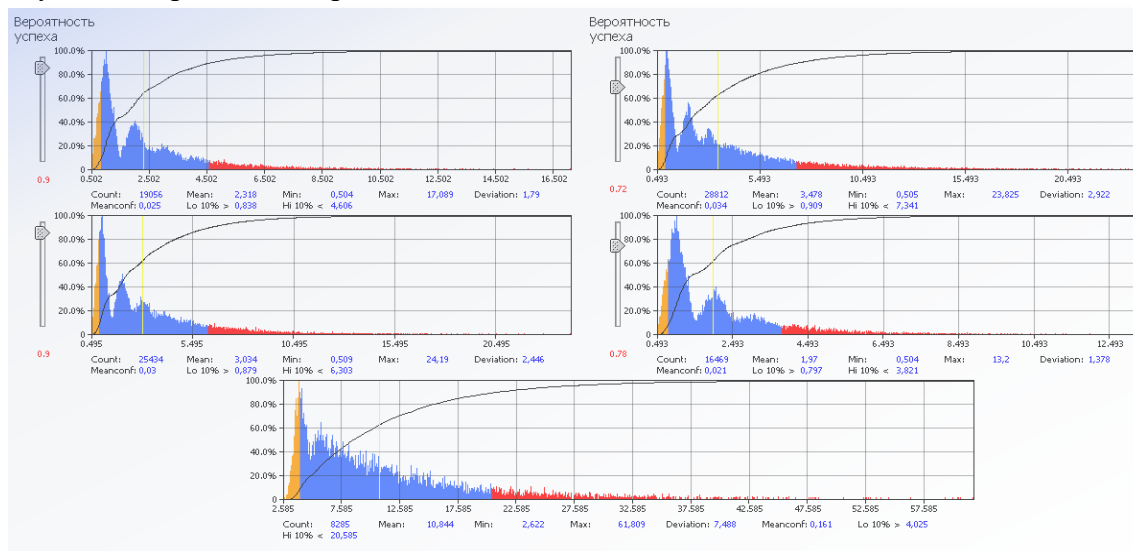 Вероятность Вероятность
успеха успеха
100.0% 100.0%
80.0% 80.0%
60.0% 60.0%
40.0% 40.0%
20.0% 20.0%
0 0
0.502 2.502 4.502 6.502 8.502 10.502 12.502 14.502 16.502 0.493 5.493 10.493 15.493 20.493
0.9 0.72
Count: 19056 Mean: 2,318 Min: 0,504 Max: 17,089 Deviation: 1,79 Count: 28812 Mean: 3,478 Min: 0,505 Max: 23,825 Deviation: 2,922
Meanconf: 0,025 Lo 10% > 0,838 Hi 10% < 4,606 Meanconf: 0,034 Lo 10% > 0,909 Hi 10% < 7,341
100.0% 100.0%
80.0% 80.0%
60.0% 60.0%
40.0% 40.0%
20.0% 20.0%
0 0
0.495 5.495 10.495 15.495 20.495 0.493 2.493 4.493 6.493 8.493 10.493 12.493
0.9 0.78
Count: 25434 Mean: 3,034 Min: 0,509 Max: 24,19 Deviation: 2,446 Count: 16469 Mean: 1,97 Min: 0,504 Max: 13,2 Deviation: 1,378
Meanconf: 0,03 Lo 10% > 0,879 Hi 10% < 6,303 Meanconf: 0,021 Lo 10% > 0,797 Hi 10% < 3,821
100.0%
80.0%
60.0%
40.0%
20.0%
0
2.585 7.585 12.585 17.585 22.585 27.585 32.585 37.585 42.585 47.585 52.585 57.585
Count: 8285 Mean: 10,844 Min: 2,622 Max: 61,809 Deviation: 7,488 Meanconf: 0,161 Lo 10% > 4,025
Hi 10% < 20,585